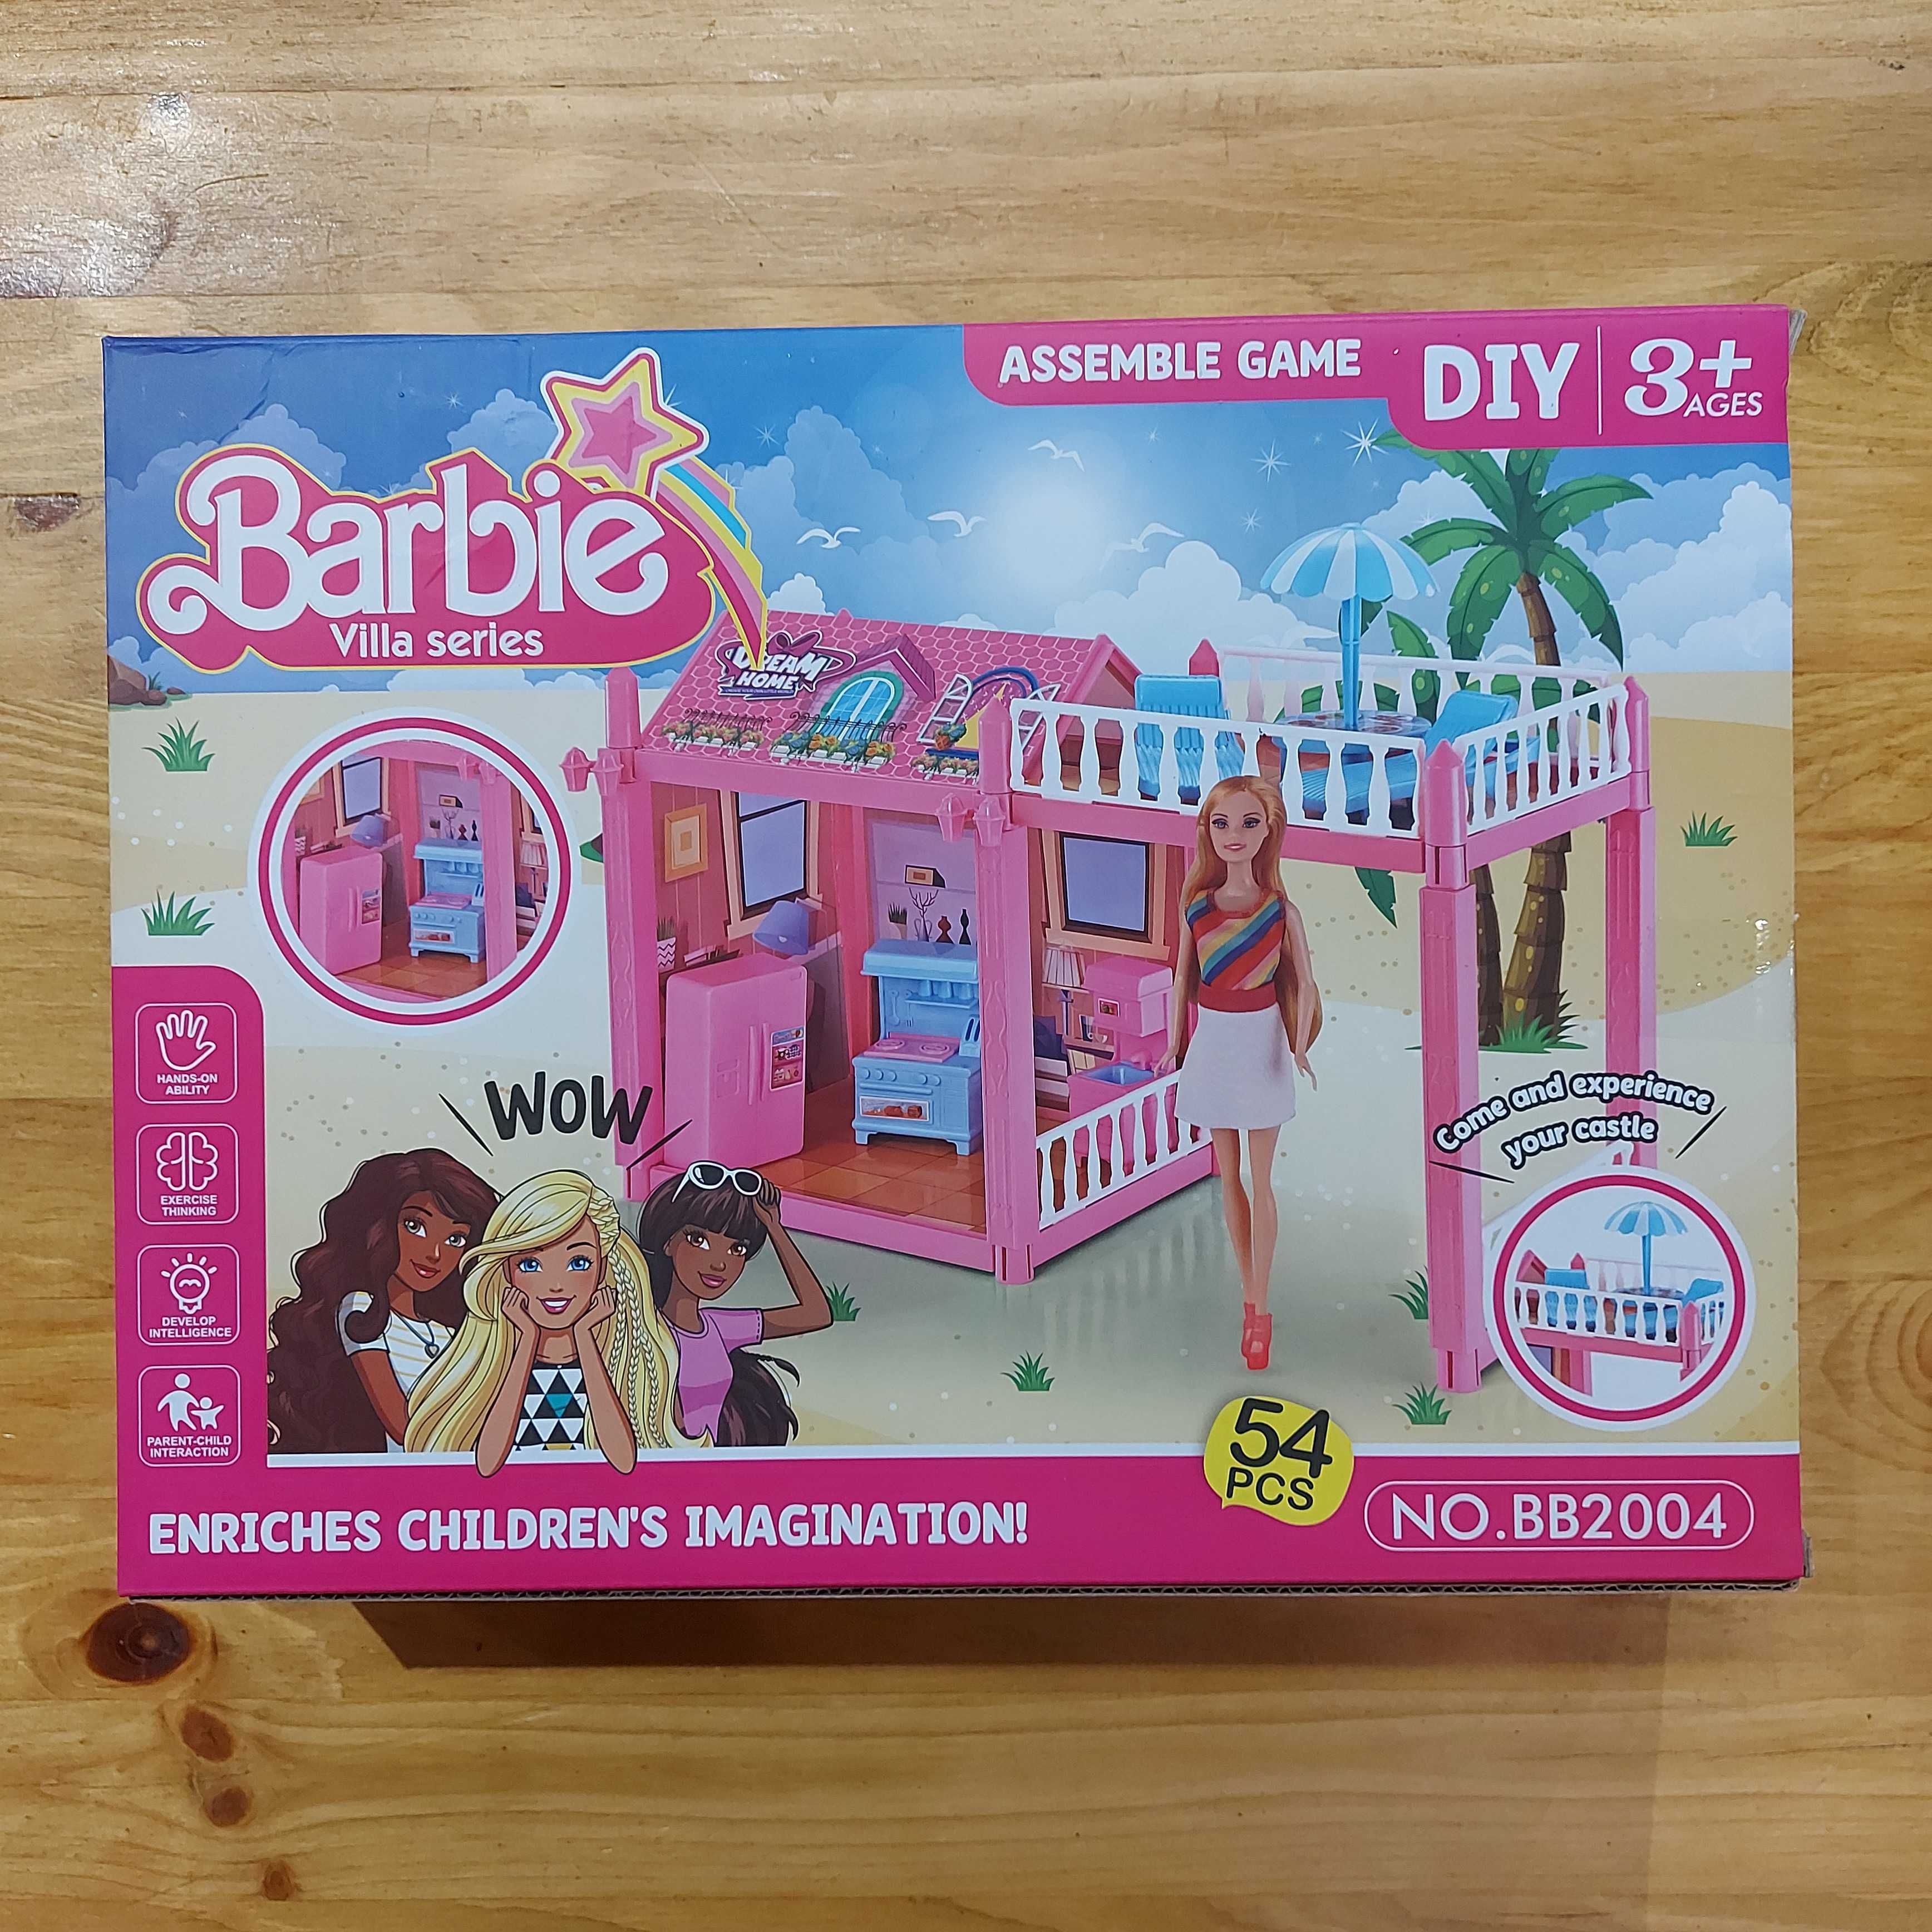 ASSEMBLE GAME
DIY
3+
AGES
Barbie
Villa series
DREAM
HOME
HANDS-ON
ABILITY
EXERCISE
THINKING
DEVELOP
INTELLIGENCE
PARENT-CHILD
INTERACTION
WOW
Come and experience
your castle
54
PCS
ENRICHES CHILDREN'S IMAGINATION!
NO.BB2004